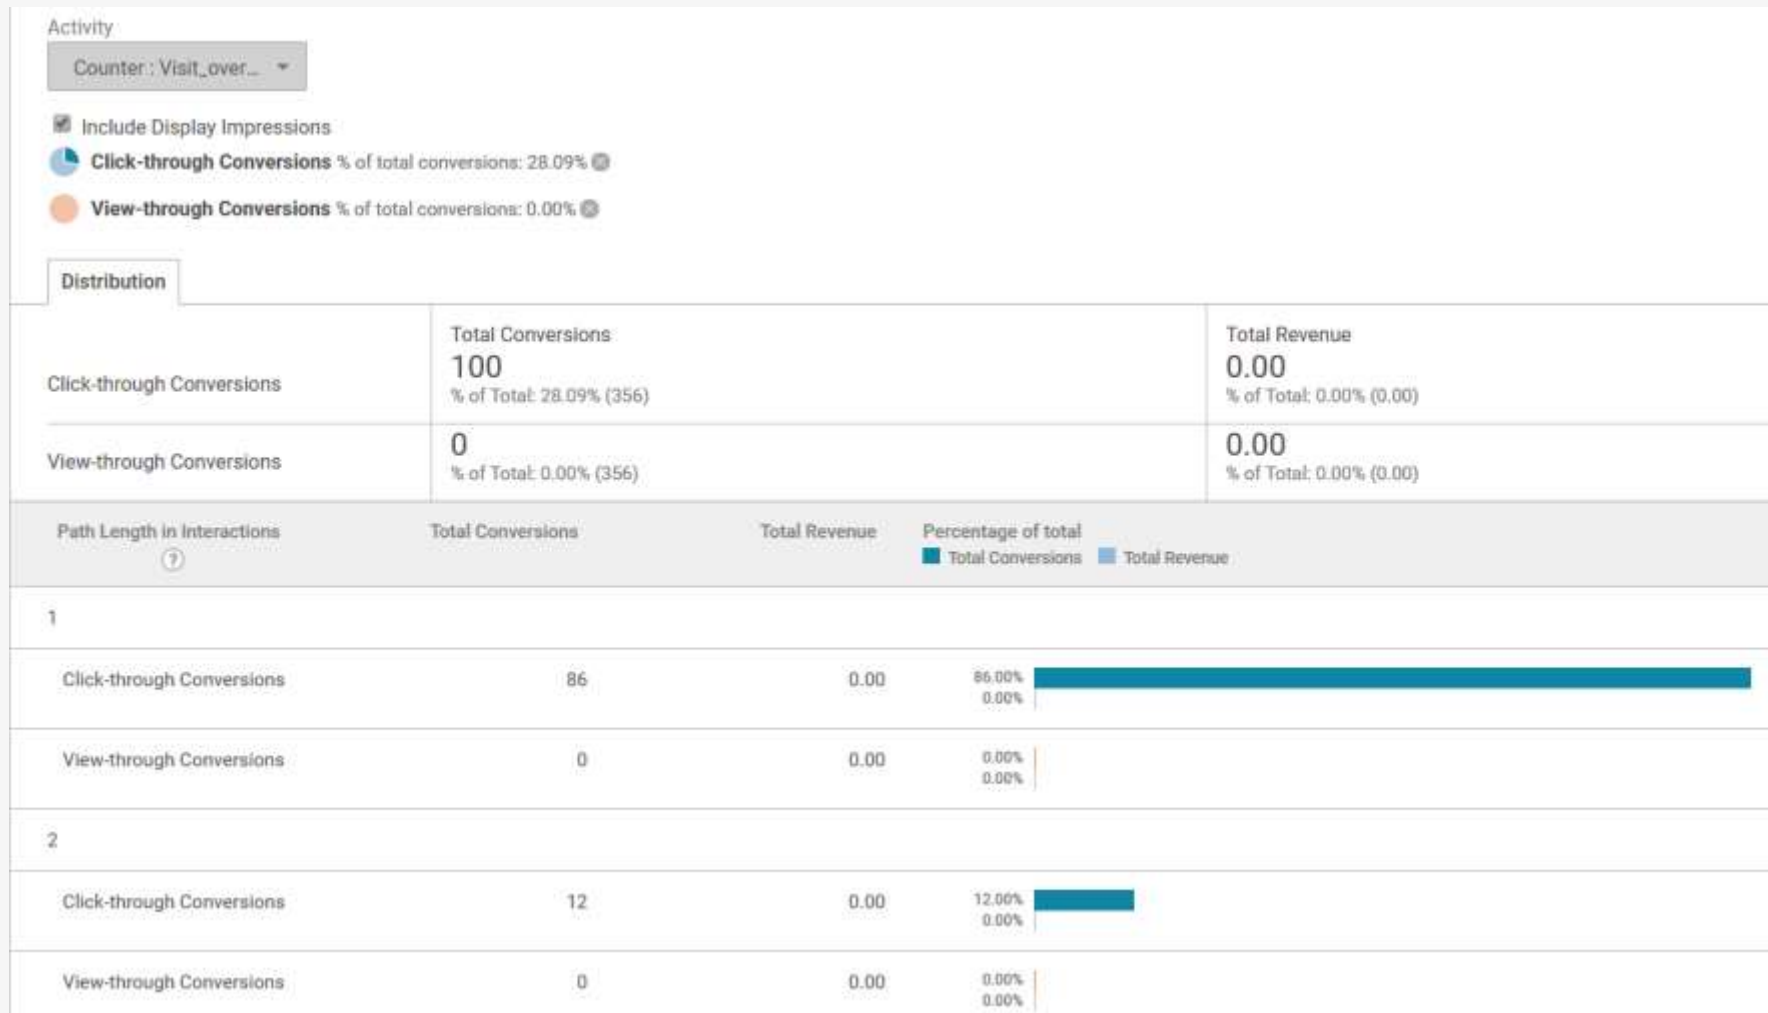 Activity
Counter : Visit_over...
Include Display Impressions
Click-through Conversions % of total conversions: 28.09%
View-through Conversions % of total conversions: 0.00%
Distribution
Click-through Conversions
Total Conversions
100
% of Total: 28.09% (356)
Total Revenue
0.00
% of Total: 0.00% (0.00)
View-through Conversions
0
% of Total: 0.00% (356)
0.00
% of Total: 0.00% (0.00)
Path Length in Interactions
?
Total Conversions
Total Revenue
Percentage of total
Total Conversions Total Revenue
1
Click-through Conversions 86 0.00 86.00%
0.00%
View-through Conversions 0 0.00 0.00%
0.00%
2
Click-through Conversions 12 0.00 12.00%
0.00%
View-through Conversions 0 0.00 0.00%
0.00%